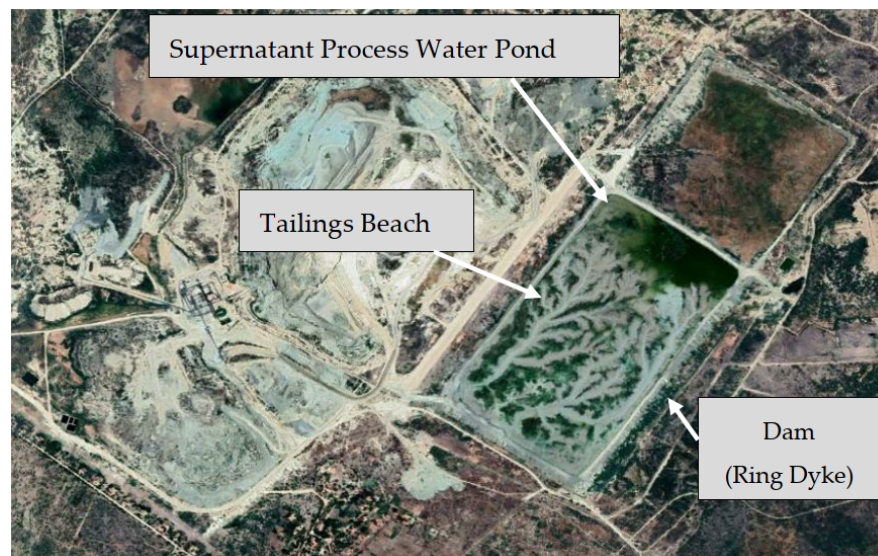 Supernatant Process Water Pond
Tailings Beach
Dam
(Ring Dyke)